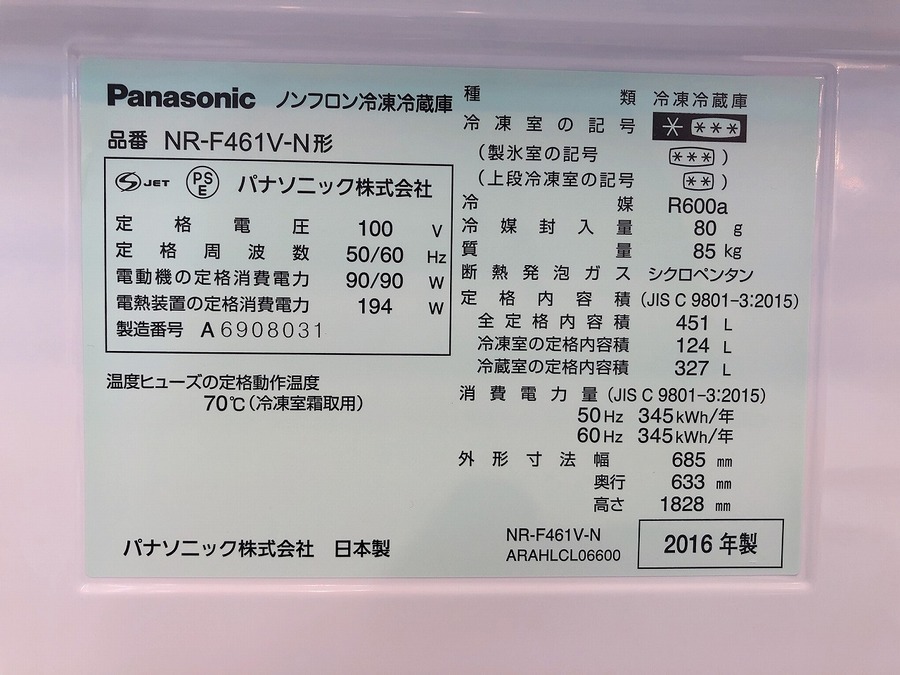 Panasonic ノンフロン冷凍冷蔵庫
品番 NR-F461V-N形
JET PSE パナソニック株式会社
定格電圧 100 V
定格周波数 50/60 Hz
電動機の定格消費電力 90/90 W
電熱装置の定格消費電力 194 W
製造番号 A 6908031
温度ヒューズの定格動作温度
70℃(冷凍室霜取用)
パナソニック株式会社 日本製
種類 冷凍冷蔵庫
冷凍室の記号 * ***
(製氷室の記号 ***)
(上段冷凍室の記号 **)
冷媒 R600a
冷媒封入量 80 g
質量 85 kg
断熱発泡ガス シクロペンタン
定格内容積 (JIS C 9801-3:2015)
全定格内容積 451 L
冷凍室の定格内容積 124 L
冷蔵室の定格内容積 327 L
消費電力量 (JIS C 9801-3:2015)
50Hz 345kWh/年
60Hz 345kWh/年
外形寸法幅 685 mm
奥行 633 mm
高さ 1828 mm
NR-F461V-N
ARAHLCL06600
2016年製